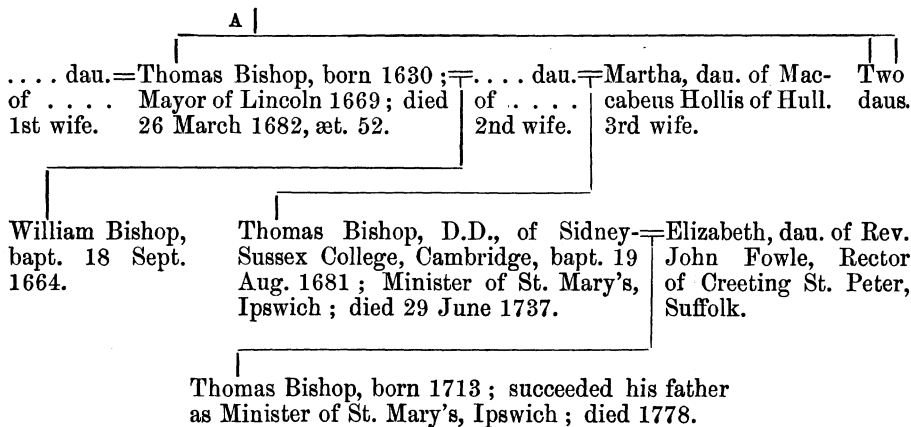 A
. . . . dau.=Thomas Bishop, born 1630 ;=. . . . dau.=Martha, dau. of Mac- Two
of . . . . Mayor of Lincoln 1669 ; died of . . . . cabeus Hollis of Hull. daus.
1st wife. 26 March 1682, æt. 52. 2nd wife. 3rd wife.
William Bishop, Thomas Bishop, D.D., of Sidney-=Elizabeth, dau. of Rev.
bapt. 18 Sept. Sussex College, Cambridge, bapt. 19 John Fowle, Rector
1664. Aug. 1681 ; Minister of St. Mary's, of Creeting St. Peter,
Ipswich ; died 29 June 1737. Suffolk.
Thomas Bishop, born 1713 ; succeeded his father
as Minister of St. Mary's, Ipswich ; died 1778.